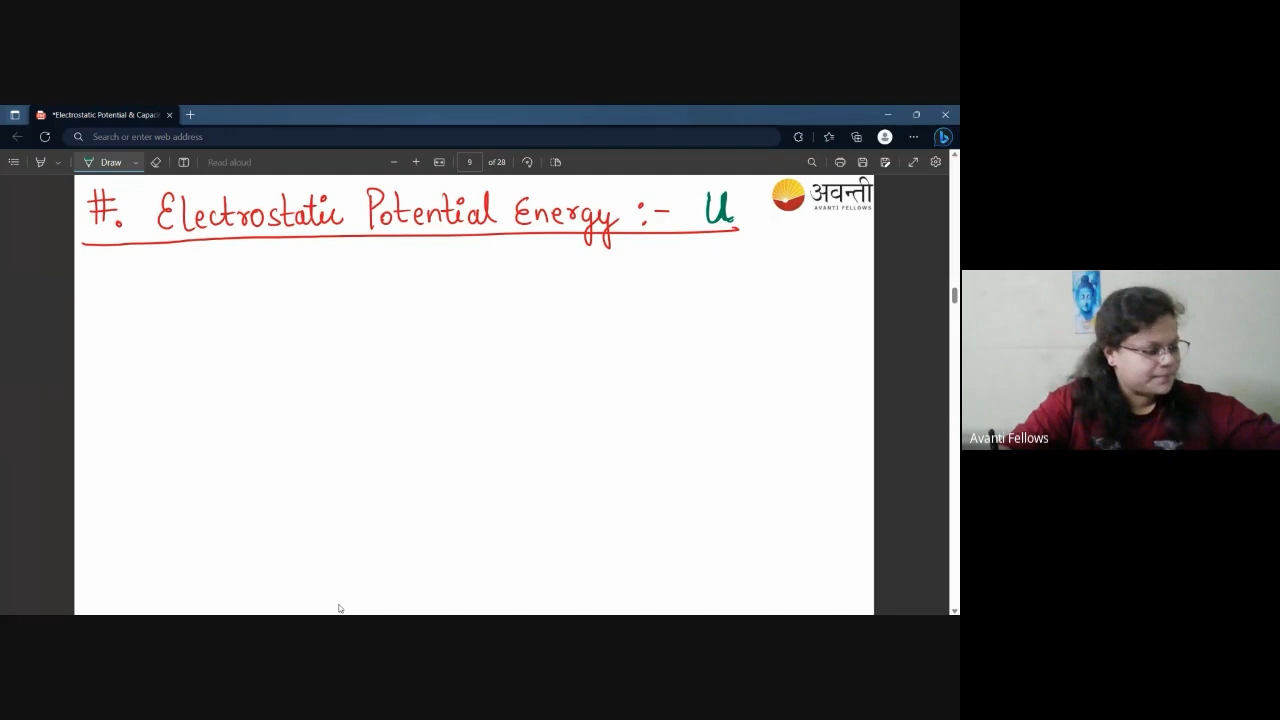 *Electrostatic Potential & Capaci
Search or enter web address
Draw
Read aloud
9 of 28
#. Electrostatic Potential Energy :- U
अवन्ती
AVANTI FELLOWS
Avanti Fellows